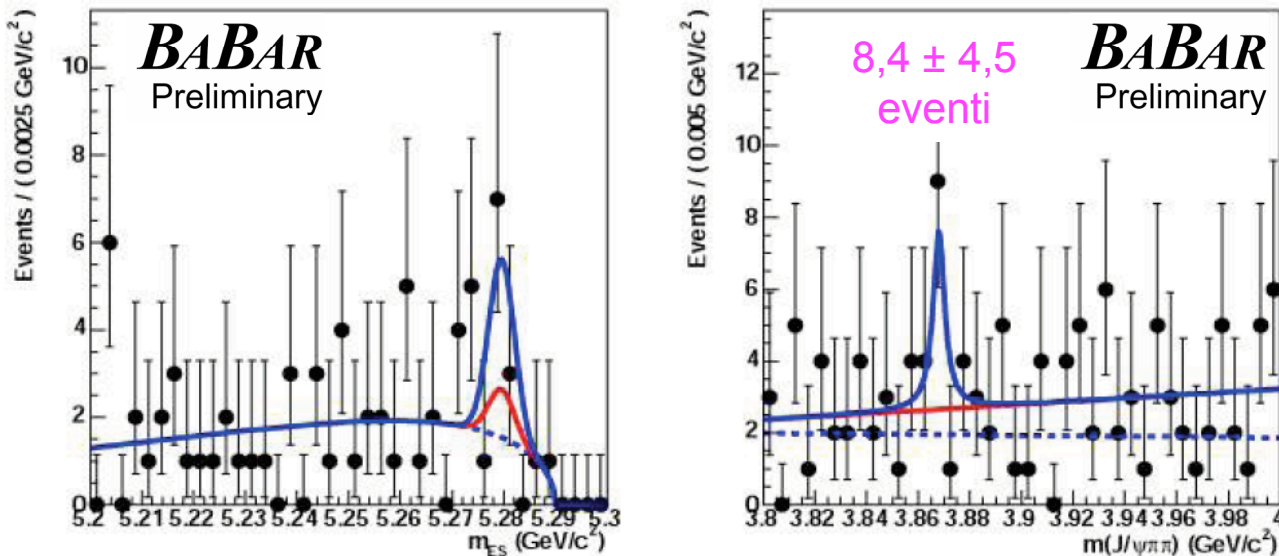 BABAR
Preliminary
Events / ( 0.0025 GeV/c²)
10
8
6
4
2
0
5.2 5.21 5.22 5.23 5.24 5.25 5.26 5.27 5.28 5.29 5.3
m_ES (GeV/c²)
8,4 ± 4,5
eventi
BABAR
Preliminary
Events / ( 0.005 GeV/c²)
12
10
8
6
4
2
0
3.8 3.82 3.84 3.86 3.88 3.9 3.92 3.94 3.96 3.98 4
m(J/ψππ) (GeV/c²)